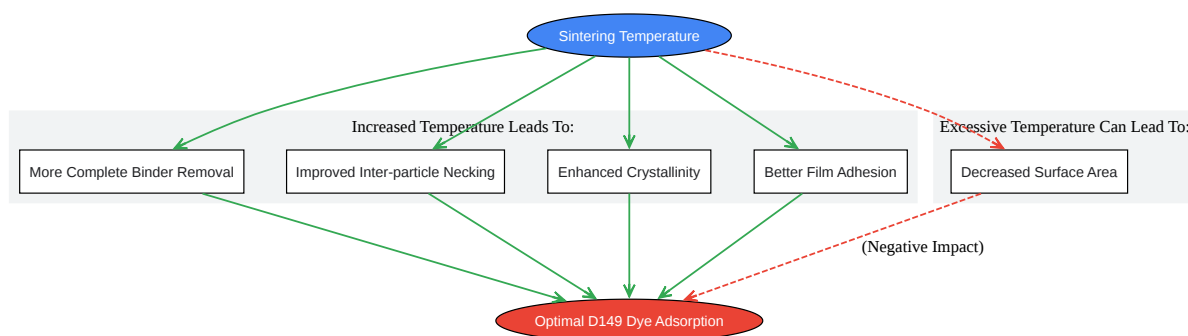 Sintering Temperature
Increased Temperature Leads To:
Excessive Temperature Can Lead To:
More Complete Binder Removal
Improved Inter-particle Necking
Enhanced Crystallinity
Better Film Adhesion
Decreased Surface Area
(Negative Impact)
Optimal D149 Dye Adsorption